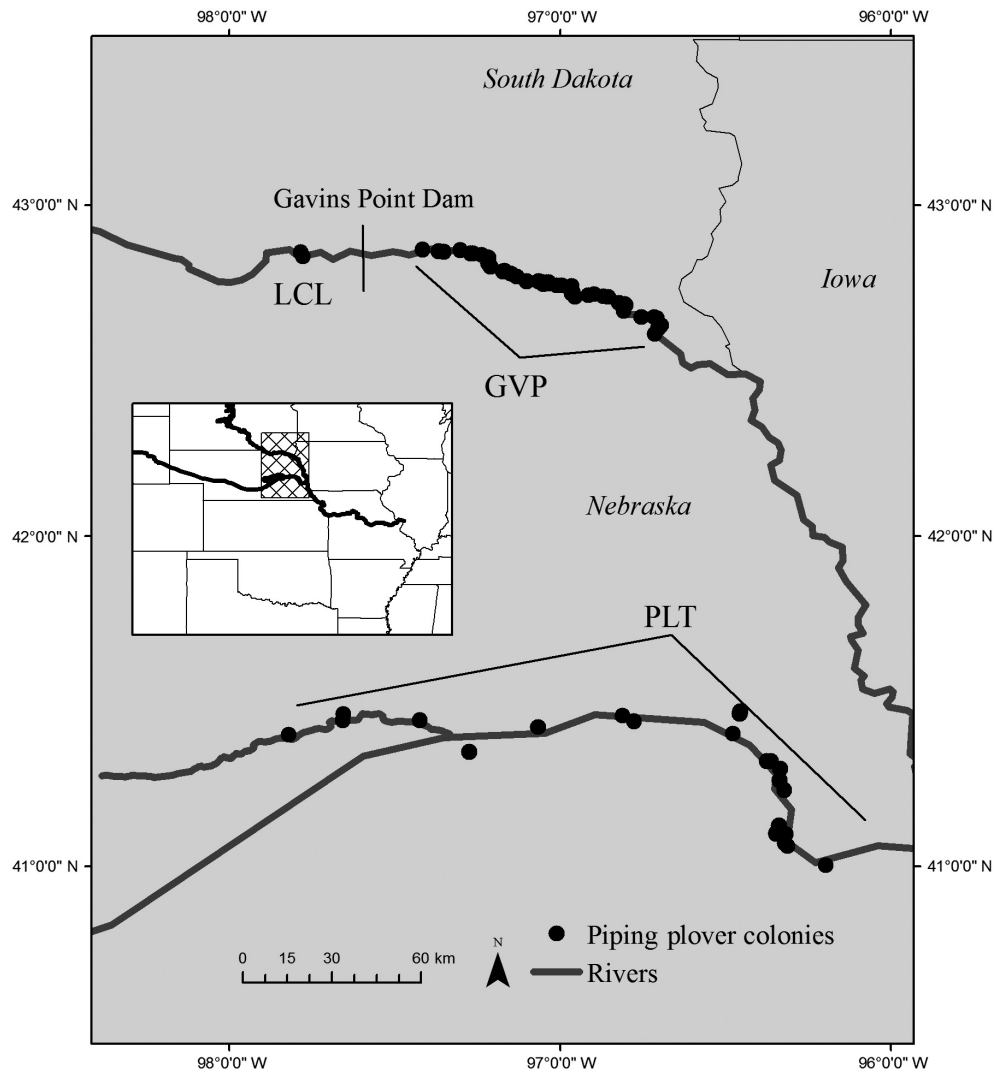 98°0'0" W 97°0'0" W 96°0'0" W
South Dakota
43°0'0" N 43°0'0" N
Gavins Point Dam
Iowa
LCL
GVP
Nebraska
42°0'0" N 42°0'0" N
PLT
41°0'0" N 41°0'0" N
Piping plover colonies
N
0 15 30 60 km
Rivers
98°0'0" W 97°0'0" W 96°0'0" W